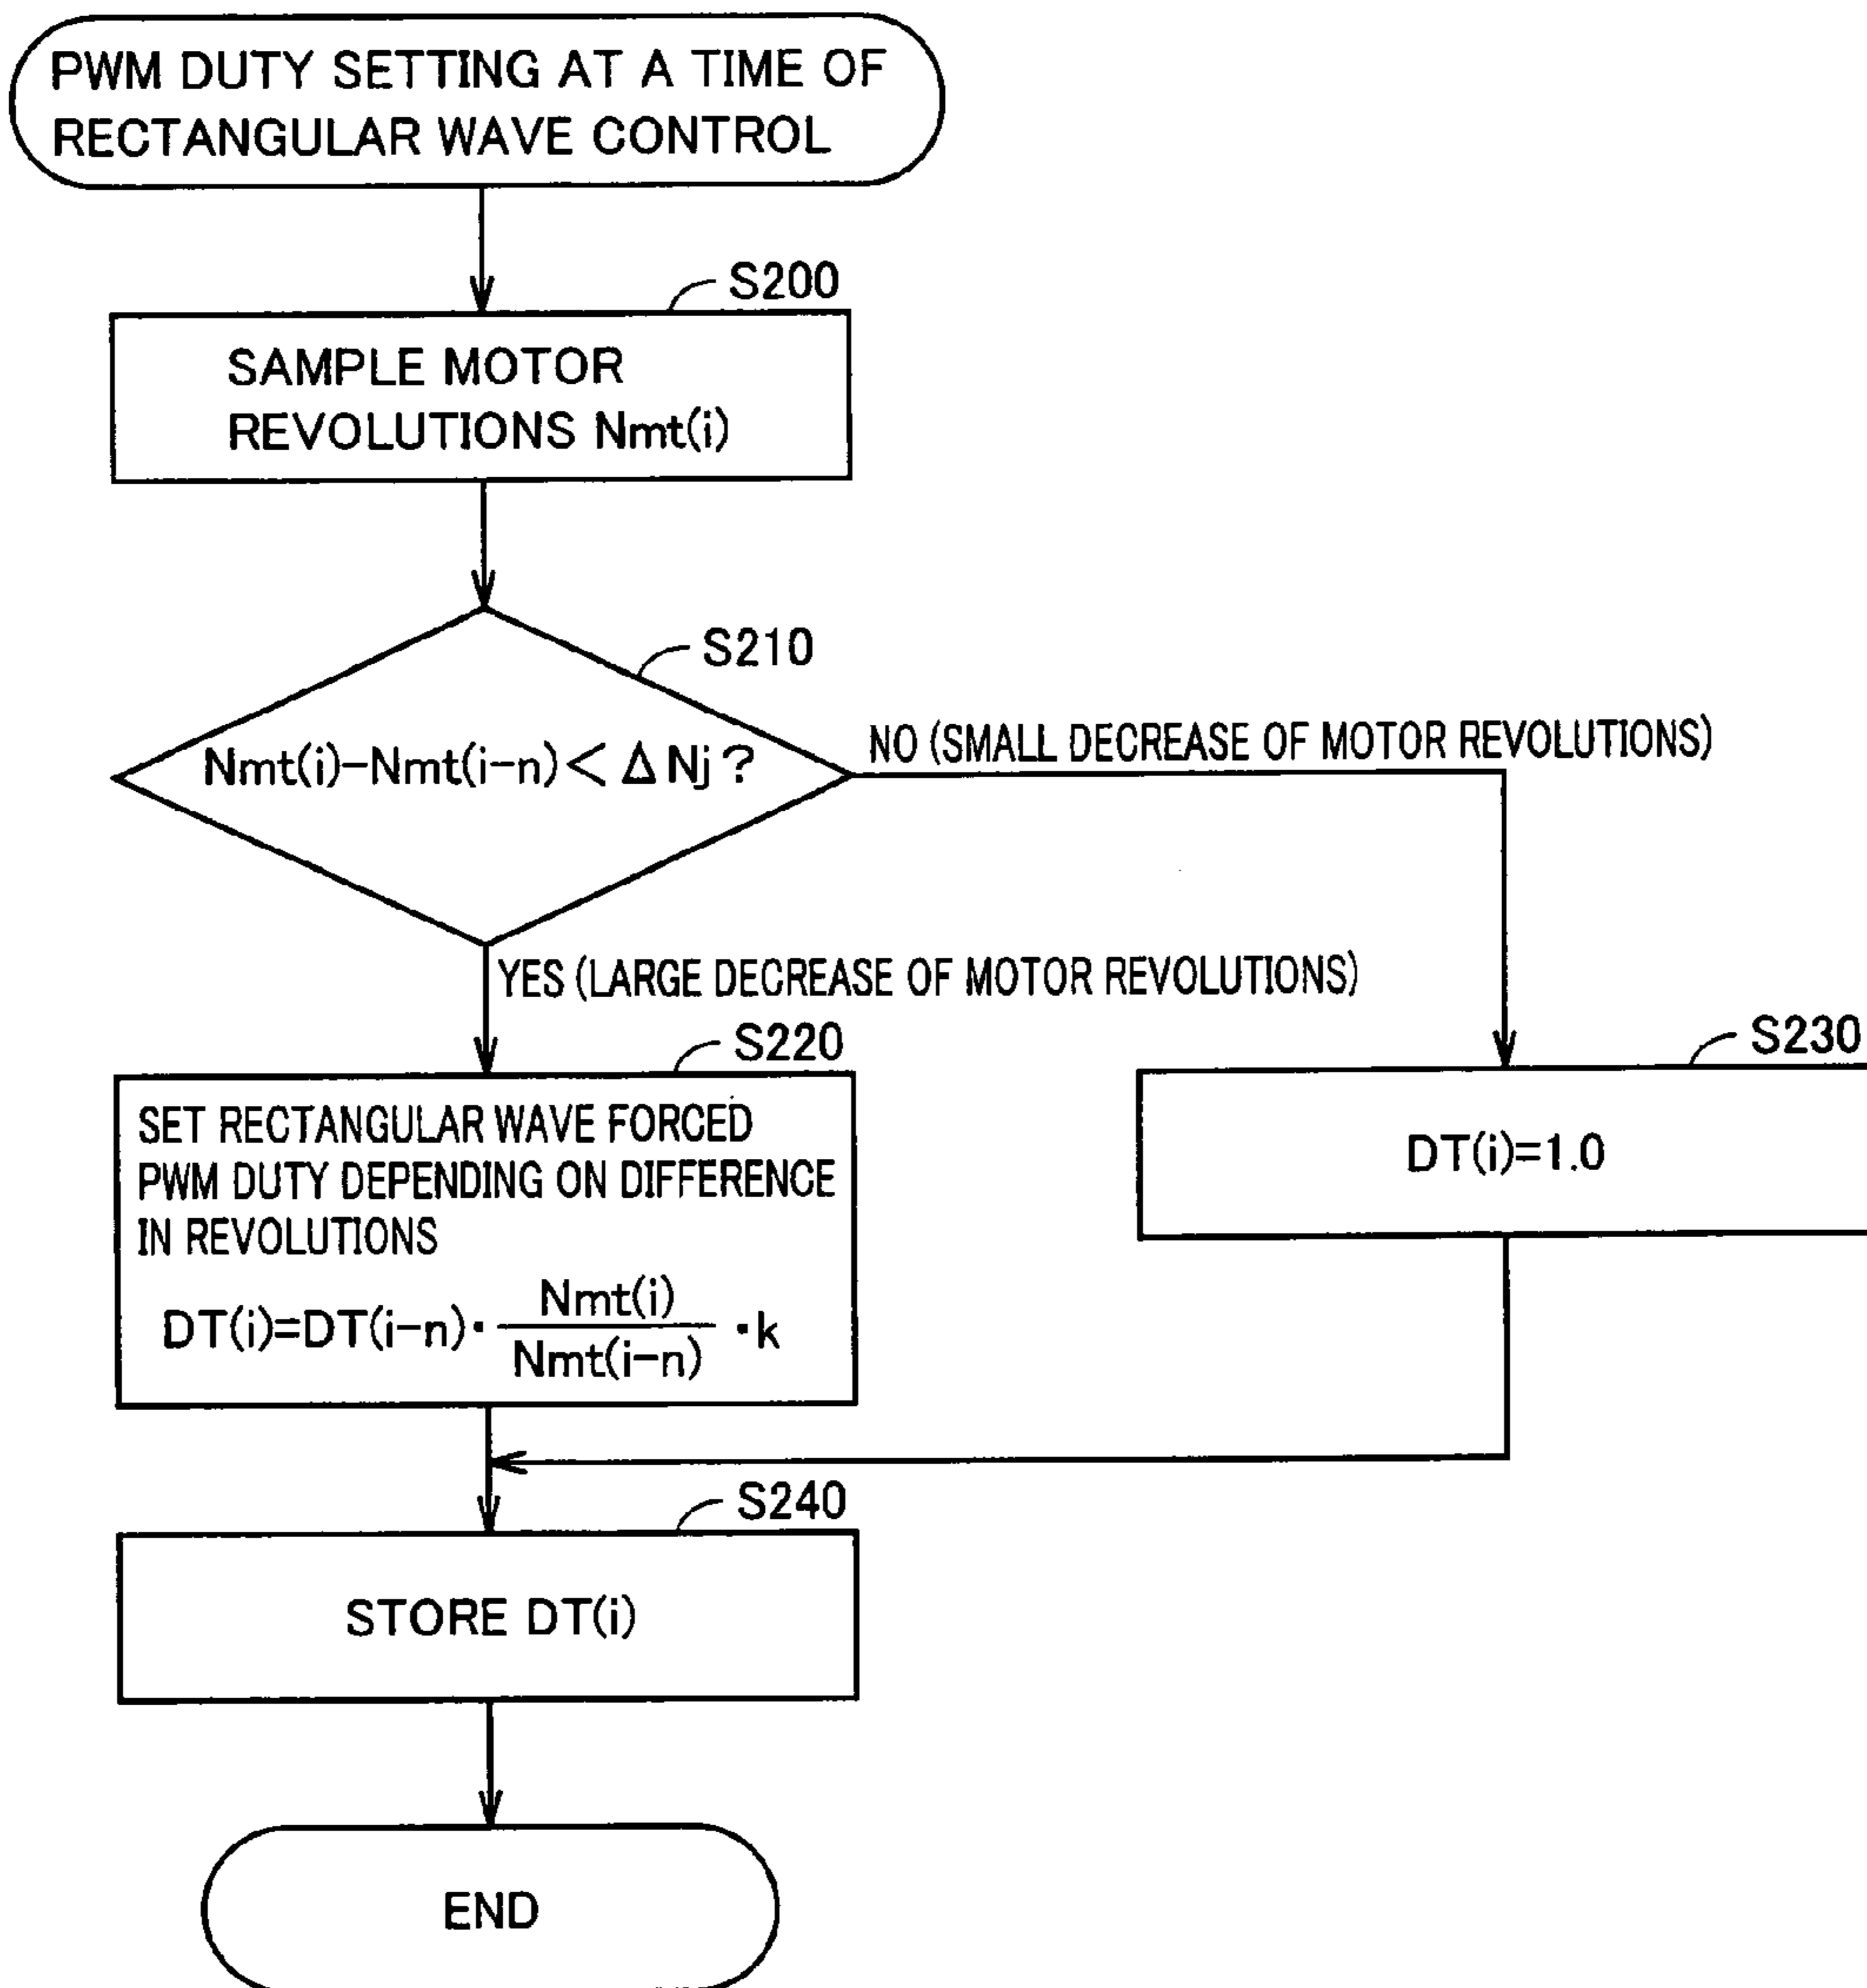 PWM DUTY SETTING AT A TIME OF
RECTANGULAR WAVE CONTROL
S200
SAMPLE MOTOR
REVOLUTIONS Nmt(i)
S210
Nmt(i)-Nmt(i-n) < ΔNj ?
NO (SMALL DECREASE OF MOTOR REVOLUTIONS)
YES (LARGE DECREASE OF MOTOR REVOLUTIONS)
S220
SET RECTANGULAR WAVE FORCED
PWM DUTY DEPENDING ON DIFFERENCE
IN REVOLUTIONS
DT(i)=DT(i-n)· Nmt(i) / Nmt(i-n) ·k
S230
DT(i)=1.0
S240
STORE DT(i)
END